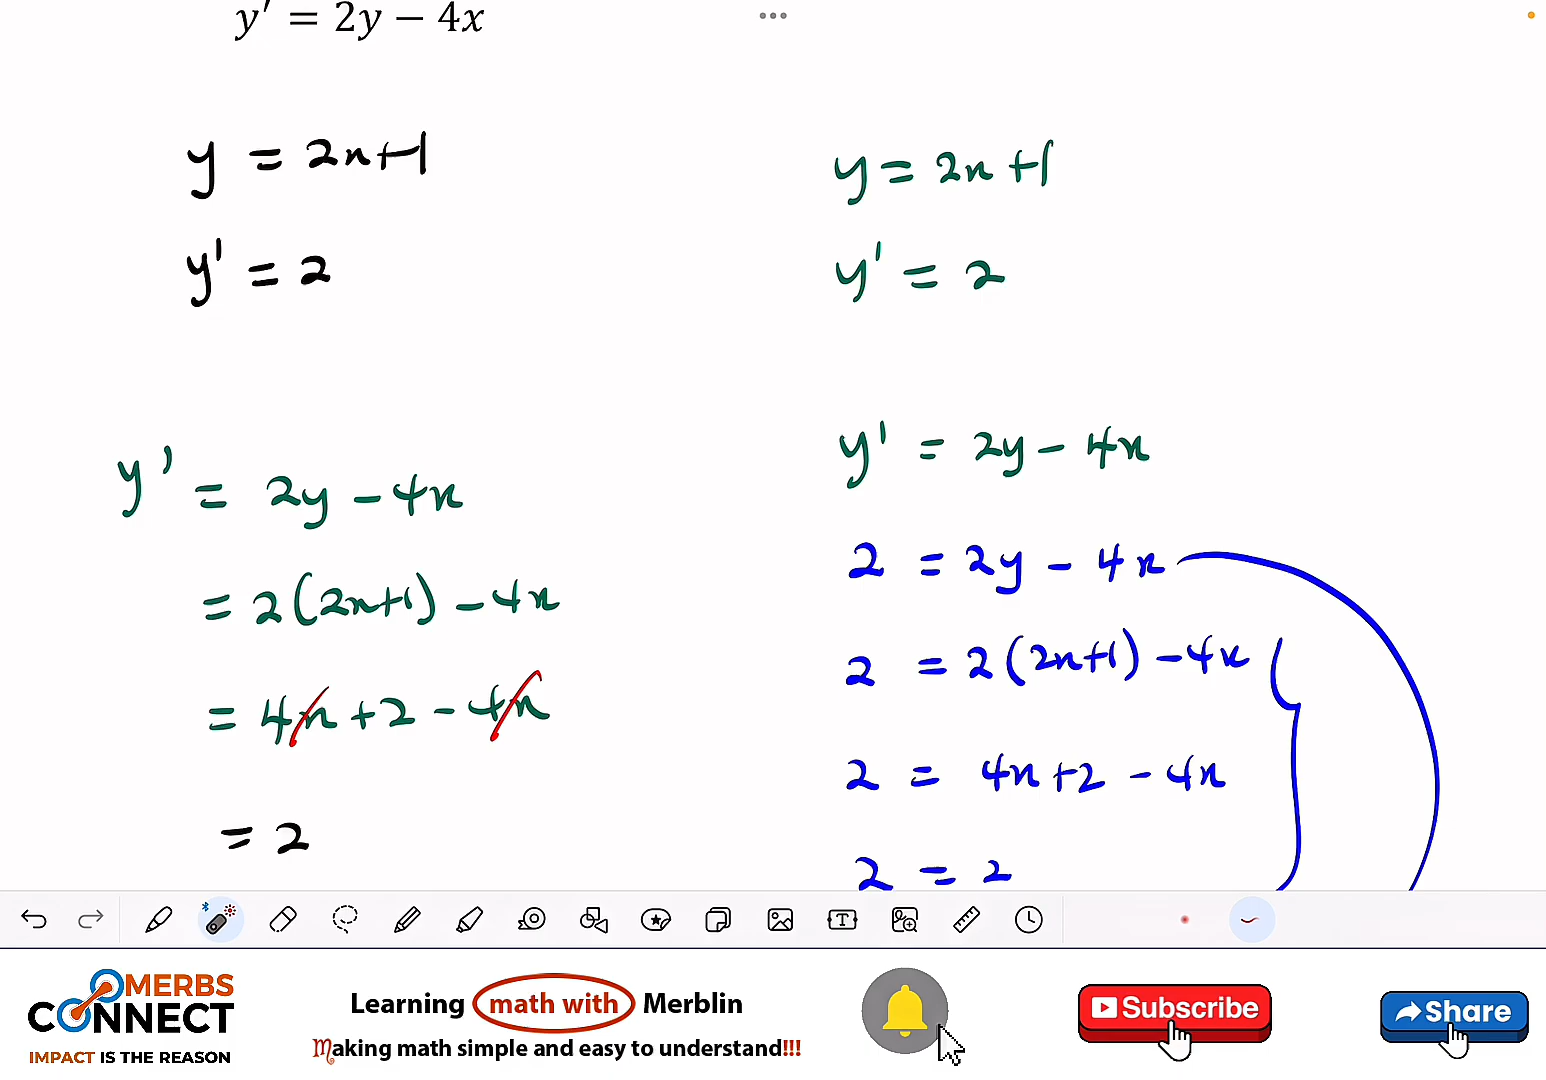 y′ = 2y − 4x
y = 2x+1
y' = 2
y' = 2y − 4x
= 2(2x+1) − 4x
= 4x + 2 − 4x
= 2
y = 2x +1
y' = 2
y' = 2y − 4x
2 = 2y − 4x
2 = 2(2x+1) − 4x
2 = 4x+2 − 4x
2 = 2
MERBS
CONNECT
IMPACT IS THE REASON
Learning math with Merblin
Making math simple and easy to understand!!!
Subscribe
Share